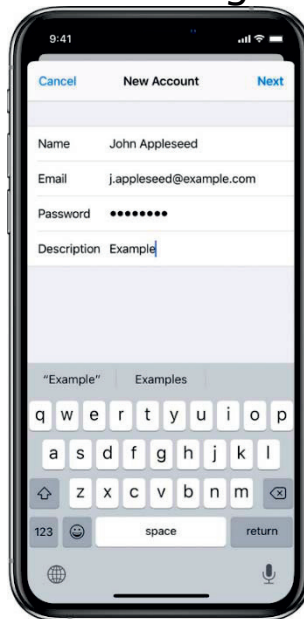 9:41
Cancel New Account Next
Name John Appleseed
Email j.appleseed@example.com
Password ●●●●●●●●
Description Example
“Example” Examples
q w e r t y u i o p
a s d f g h j k l
z x c v b n m
123 space return